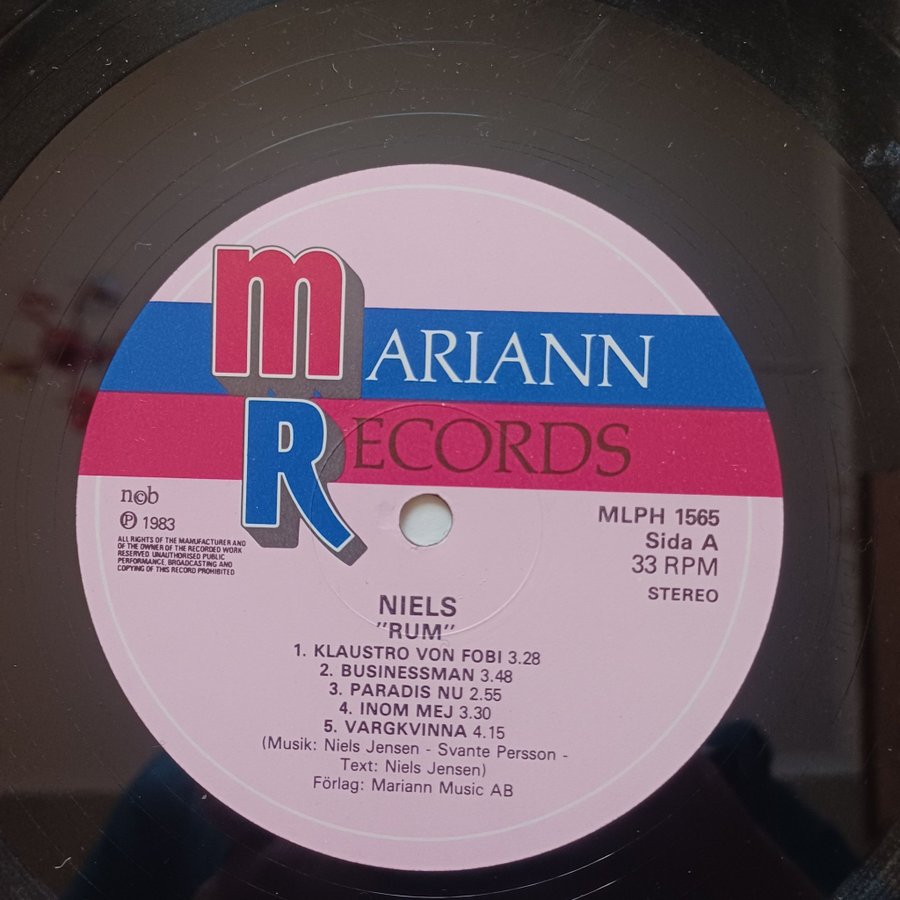 MARIANN
RECORDS
n©b
℗ 1983
ALL RIGHTS OF THE MANUFACTURER AND
OF THE OWNER OF THE RECORDED WORK
RESERVED. UNAUTHORISED PUBLIC
PERFORMANCE, BROADCASTING AND
COPYING OF THIS RECORD PROHIBITED
MLPH 1565
Sida A
33 RPM
STEREO
NIELS
"RUM"
1. KLAUSTRO VON FOBI 3.28
2. BUSINESSMAN 3.48
3. PARADIS NU 2.55
4. INOM MEJ 3.30
5. VARGKVINNA 4.15
(Musik: Niels Jensen - Svante Persson -
Text: Niels Jensen)
Förlag: Mariann Music AB